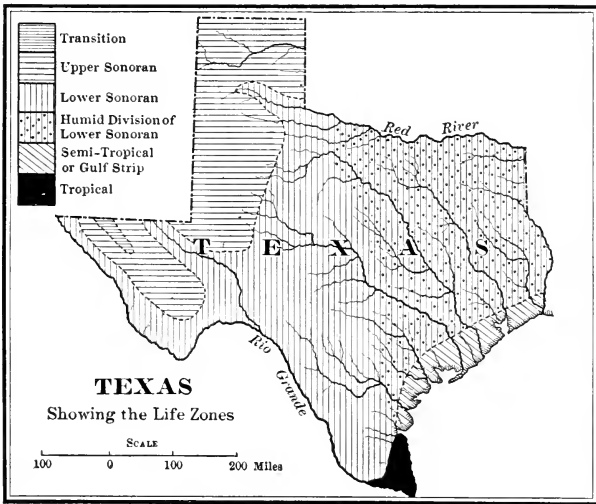 Transition
Upper Sonoran
Lower Sonoran
Humid Division of
Lower Sonoran
Semi-Tropical
or Gulf Strip
Tropical
Red River
TEXAS
Rio Grande
TEXAS
Showing the Life Zones
SCALE
100 0 100 200 Miles